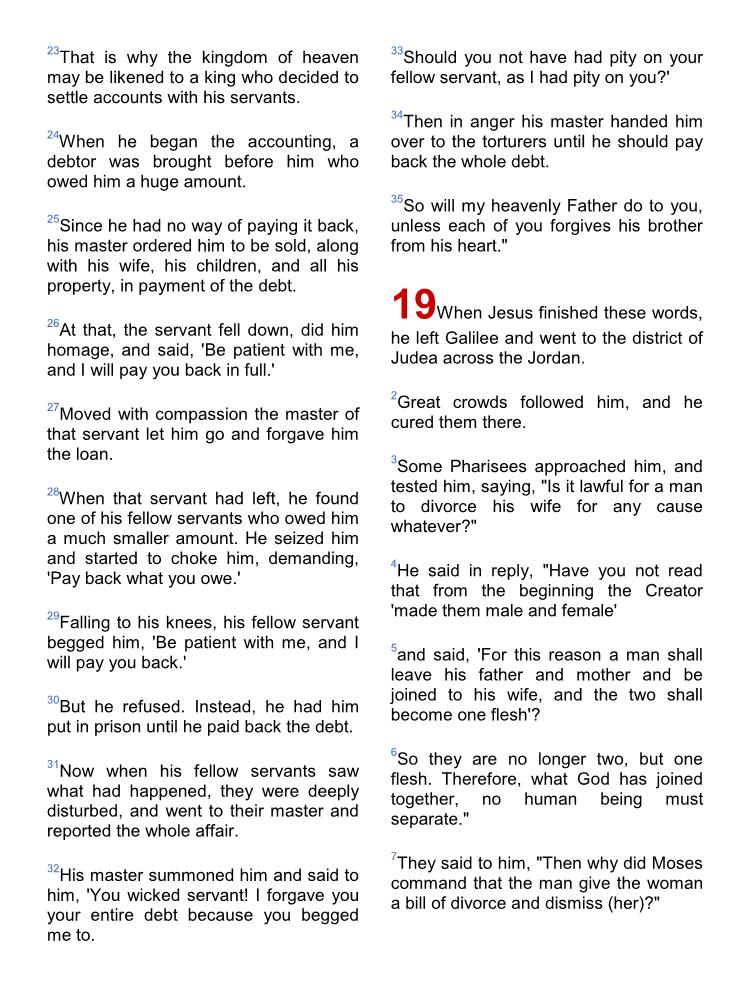 23That is why the kingdom of heaven
may be likened to a king who decided to
settle accounts with his servants.
24When he began the accounting, a
debtor was brought before him who
owed him a huge amount.
25Since he had no way of paying it back,
his master ordered him to be sold, along
with his wife, his children, and all his
property, in payment of the debt.
26At that, the servant fell down, did him
homage, and said, 'Be patient with me,
and I will pay you back in full.'
27Moved with compassion the master of
that servant let him go and forgave him
the loan.
28When that servant had left, he found
one of his fellow servants who owed him
a much smaller amount. He seized him
and started to choke him, demanding,
'Pay back what you owe.'
29Falling to his knees, his fellow servant
begged him, 'Be patient with me, and I
will pay you back.'
30But he refused. Instead, he had him
put in prison until he paid back the debt.
31Now when his fellow servants saw
what had happened, they were deeply
disturbed, and went to their master and
reported the whole affair.
32His master summoned him and said to
him, 'You wicked servant! I forgave you
your entire debt because you begged
me to.
33Should you not have had pity on your
fellow servant, as I had pity on you?'
34Then in anger his master handed him
over to the torturers until he should pay
back the whole debt.
35So will my heavenly Father do to you,
unless each of you forgives his brother
from his heart."
19When Jesus finished these words,
he left Galilee and went to the district of
Judea across the Jordan.
2Great crowds followed him, and he
cured them there.
3Some Pharisees approached him, and
tested him, saying, "Is it lawful for a man
to divorce his wife for any cause
whatever?"
4He said in reply, "Have you not read
that from the beginning the Creator
'made them male and female'
5and said, 'For this reason a man shall
leave his father and mother and be
joined to his wife, and the two shall
become one flesh'?
6So they are no longer two, but one
flesh. Therefore, what God has joined
together, no human being must
separate."
7They said to him, "Then why did Moses
command that the man give the woman
a bill of divorce and dismiss (her)?"